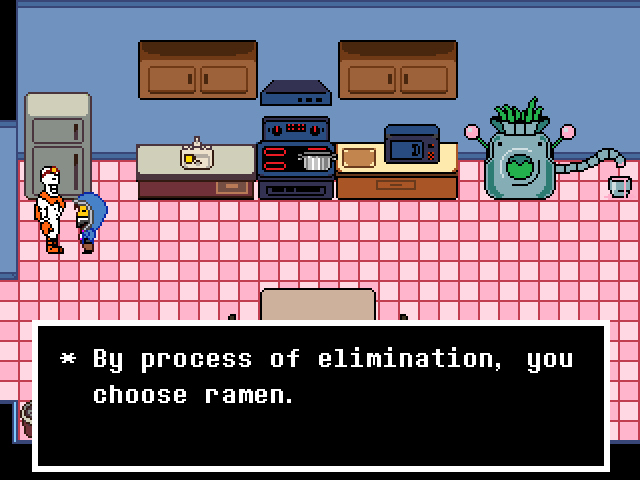 * By process of elimination, you
choose ramen.